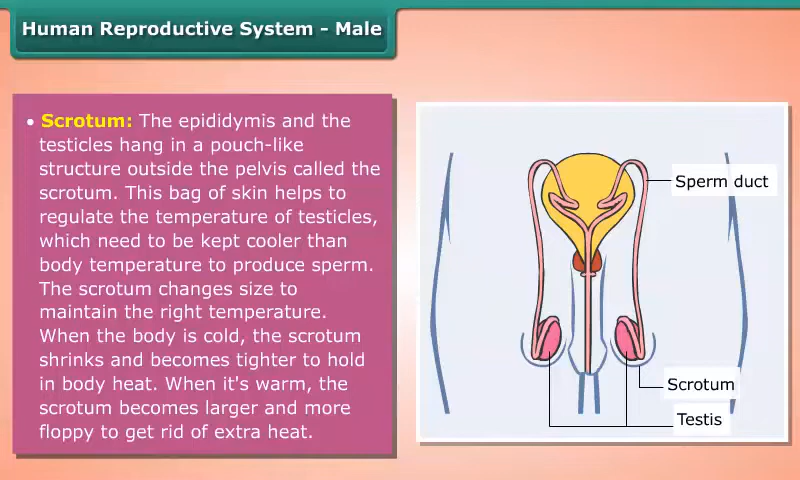 Human Reproductive System - Male
• Scrotum: The epididymis and the
testicles hang in a pouch-like
structure outside the pelvis called the
scrotum. This bag of skin helps to
regulate the temperature of testicles,
which need to be kept cooler than
body temperature to produce sperm.
The scrotum changes size to
maintain the right temperature.
When the body is cold, the scrotum
shrinks and becomes tighter to hold
in body heat. When it's warm, the
scrotum becomes larger and more
floppy to get rid of extra heat.
Sperm duct
Scrotum
Testis